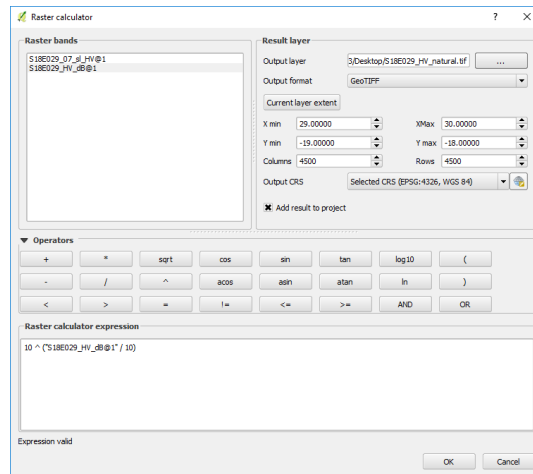 Raster calculator
?
Raster bands
S18E029_07_sl_HV@1
S18E029_HV_dB@1
Result layer
Output layer 3/Desktop/S18E029_HV_natural.tif ...
Output format GeoTIFF
Current layer extent
X min 29.00000 XMax 30.00000
Y min -19.00000 Y max -18.00000
Columns 4500 Rows 4500
Output CRS Selected CRS (EPSG:4326, WGS 84)
Add result to project
Operators
+ * sqrt cos sin tan log10 (
- / ^ acos asin atan ln )
< > = != <= >= AND OR
Raster calculator expression
10 ^ ("S18E029_HV_dB@1" / 10)
Expression valid
OK Cancel